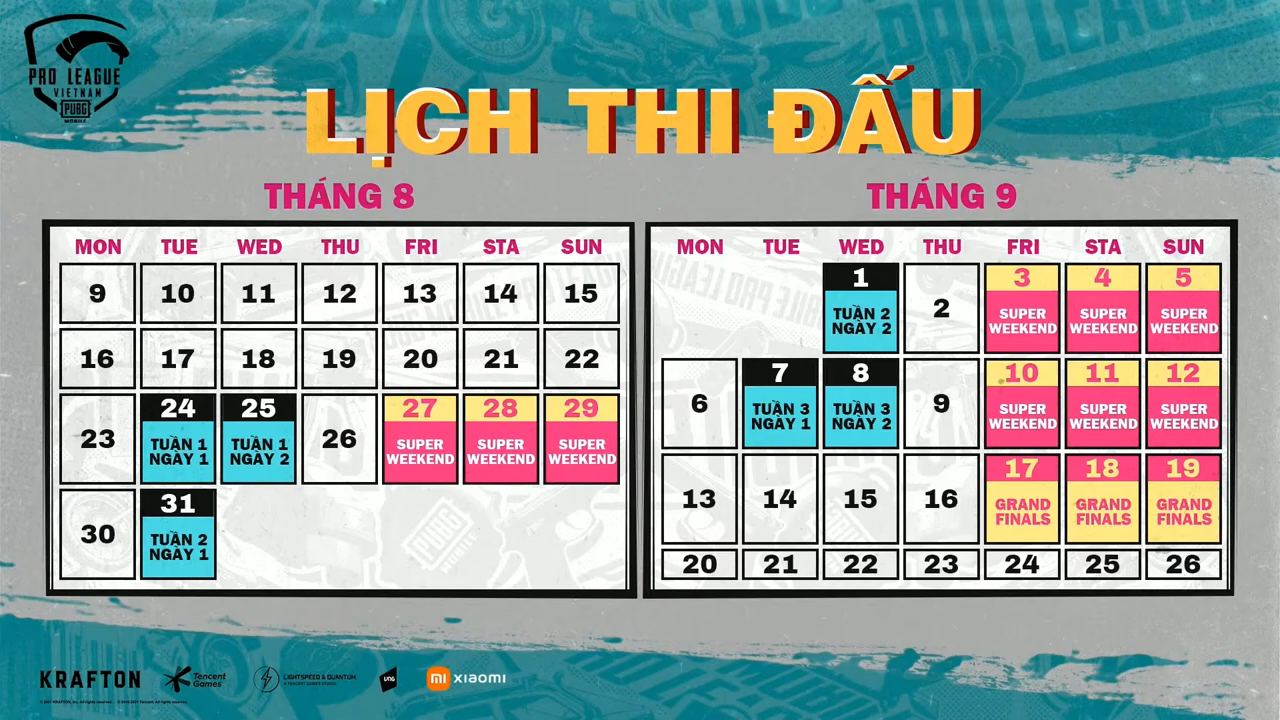 PRO LEAGUE
VIETNAM
PUBG
MOBILE
LỊCH THI ĐẤU
THÁNG 8
MON TUE WED THU FRI STA SUN
9 10 11 12 13 14 15
16 17 18 19 20 21 22
23 24 25 26 27 28 29
TUẦN 1 NGÀY 1
TUẦN 1 NGÀY 2
SUPER WEEKEND
SUPER WEEKEND
SUPER WEEKEND
30 31
TUẦN 2 NGÀY 1
THÁNG 9
MON TUE WED THU FRI STA SUN
1 2 3 4 5
TUẦN 2 NGÀY 2
SUPER WEEKEND
SUPER WEEKEND
SUPER WEEKEND
6 7 8 9 10 11 12
TUẦN 3 NGÀY 1
TUẦN 3 NGÀY 2
SUPER WEEKEND
SUPER WEEKEND
SUPER WEEKEND
13 14 15 16 17 18 19
GRAND FINALS
GRAND FINALS
GRAND FINALS
20 21 22 23 24 25 26
KRAFTON
Tencent Games
LIGHTSPEED & QUANTUM
A TENCENT GAMES STUDIO
VNG
mi xiaomi